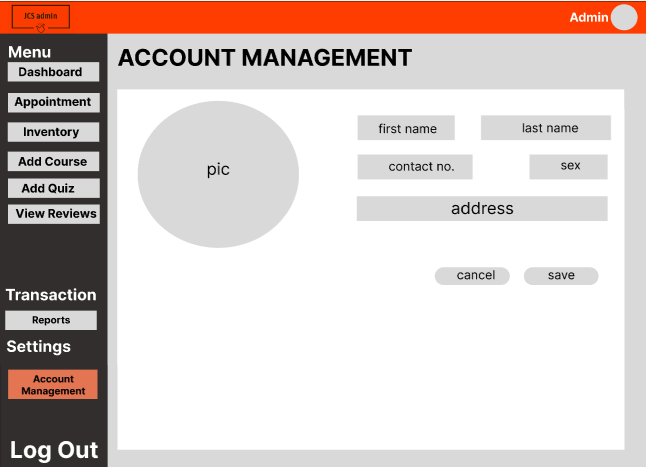 JCS admin
Admin
Menu
Dashboard
Appointment
Inventory
Add Course
Add Quiz
View Reviews
Transaction
Reports
Settings
Account
Management
Log Out
ACCOUNT MANAGEMENT
pic
first name
last name
contact no.
sex
address
cancel
save